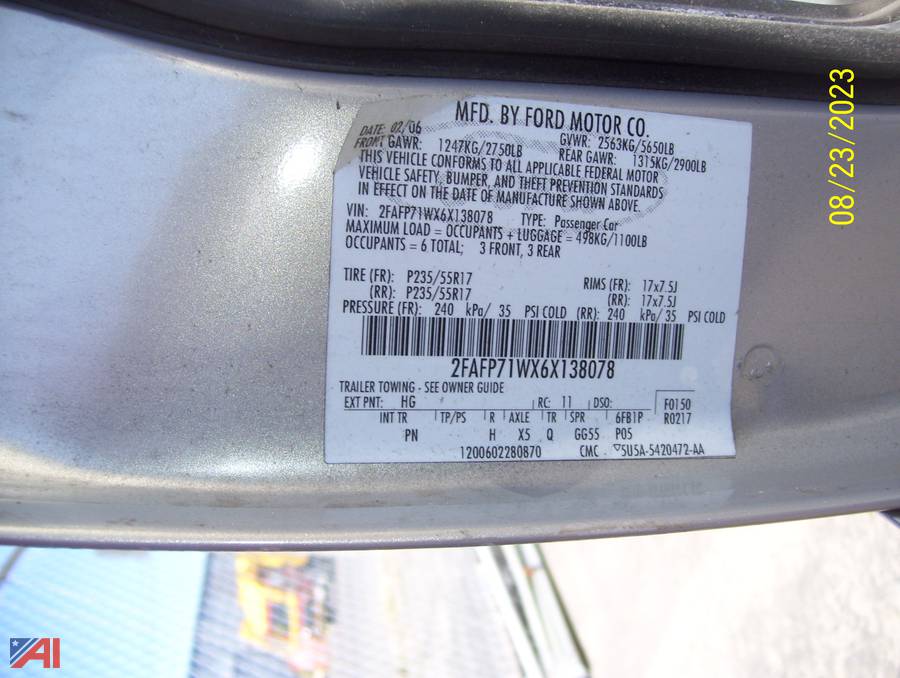 MFD. BY FORD MOTOR CO.
DATE: 02/06 GVWR: 2563KG/5650LB
FRONT GAWR: 1247KG/2750LB REAR GAWR: 1315KG/2900LB
THIS VEHICLE CONFORMS TO ALL APPLICABLE FEDERAL MOTOR
VEHICLE SAFETY, BUMPER, AND THEFT PREVENTION STANDARDS
IN EFFECT ON THE DATE OF MANUFACTURE SHOWN ABOVE.
VIN: 2FAFP71WX6X138078 TYPE: Passenger Car
MAXIMUM LOAD = OCCUPANTS + LUGGAGE = 498KG/1100LB
OCCUPANTS = 6 TOTAL; 3 FRONT, 3 REAR
TIRE (FR): P235/55R17 RIMS (FR): 17x7.5J
(RR): P235/55R17 (RR): 17x7.5J
PRESSURE (FR): 240 kPa/ 35 PSI COLD (RR): 240 kPa/ 35 PSI COLD
2FAFP71WX6X138078
TRAILER TOWING - SEE OWNER GUIDE
EXT PNT: HG RC: 11 DSO: F0150
INT TR TP/PS R AXLE TR SPR 6FB1P R0217
PN H X5 Q GG55 P05
1200602280870 CMC 5U5A-5420472-AA
08/23/2023
AI